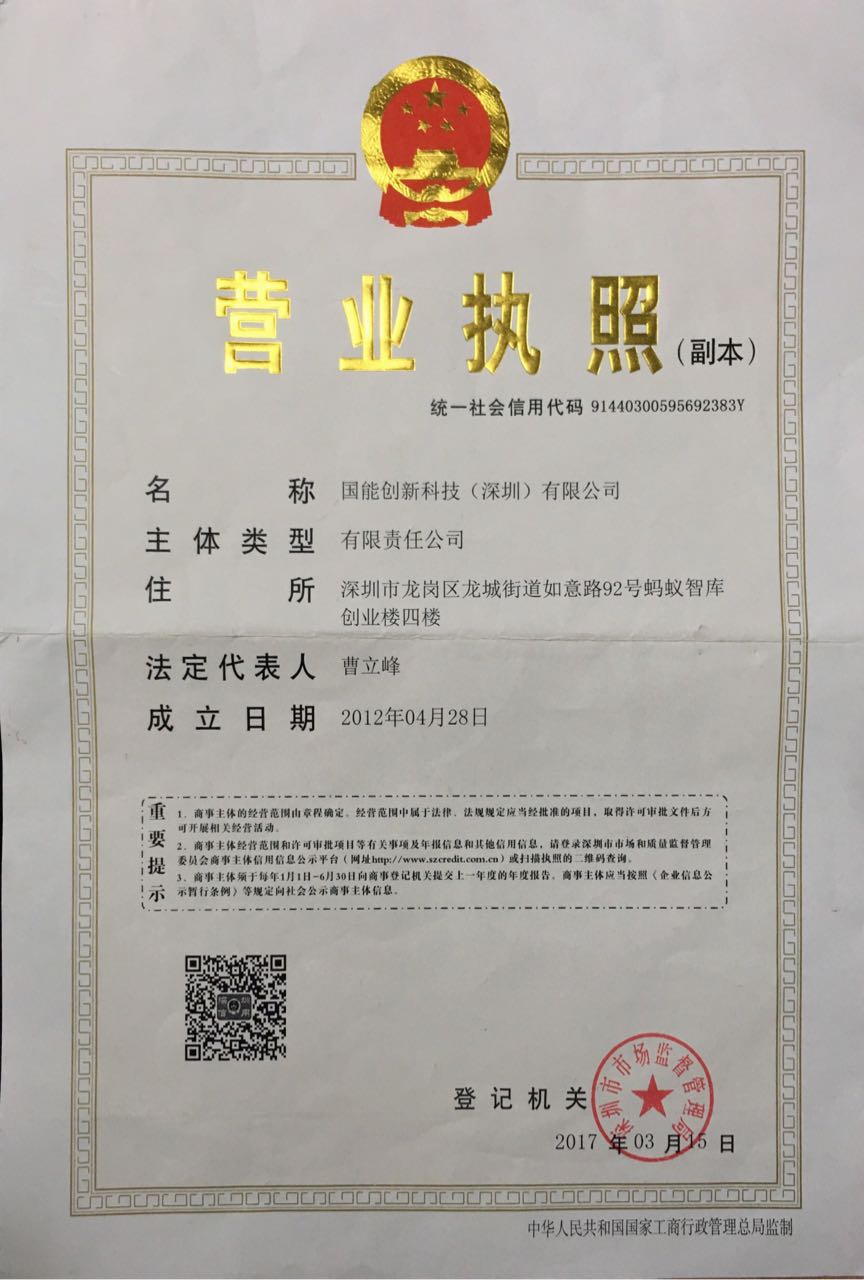 营业执照（副本）
统一社会信用代码 91440300595692383Y
名称 国能创新科技（深圳）有限公司
主体类型 有限责任公司
住所 深圳市龙岗区龙城街道如意路92号蚂蚁智库
创业楼四楼
法定代表人 曹立峰
成立日期 2012年04月28日
重要提示
1．商事主体的经营范围由章程确定。经营范围中属于法律、法规规定应当经批准的项目，取得许可审批文件后方
可开展相关经营活动。
2．商事主体经营范围和许可审批项目等有关事项及年报信息和其他信用信息，请登录深圳市市场和质量监督管理
委员会商事主体信用信息公示平台（网址http://www.szcredit.com.cn）或扫描执照的二维码查询。
3．商事主体须于每年1月1日-6月30日向商事登记机关提交上一年度的年度报告。商事主体应当按照《企业信息公
示暂行条例》等规定向社会公示商事主体信息。
深圳信用
登记机关
深圳市市场监督管理局
2017年03月15日
中华人民共和国国家工商行政管理总局监制